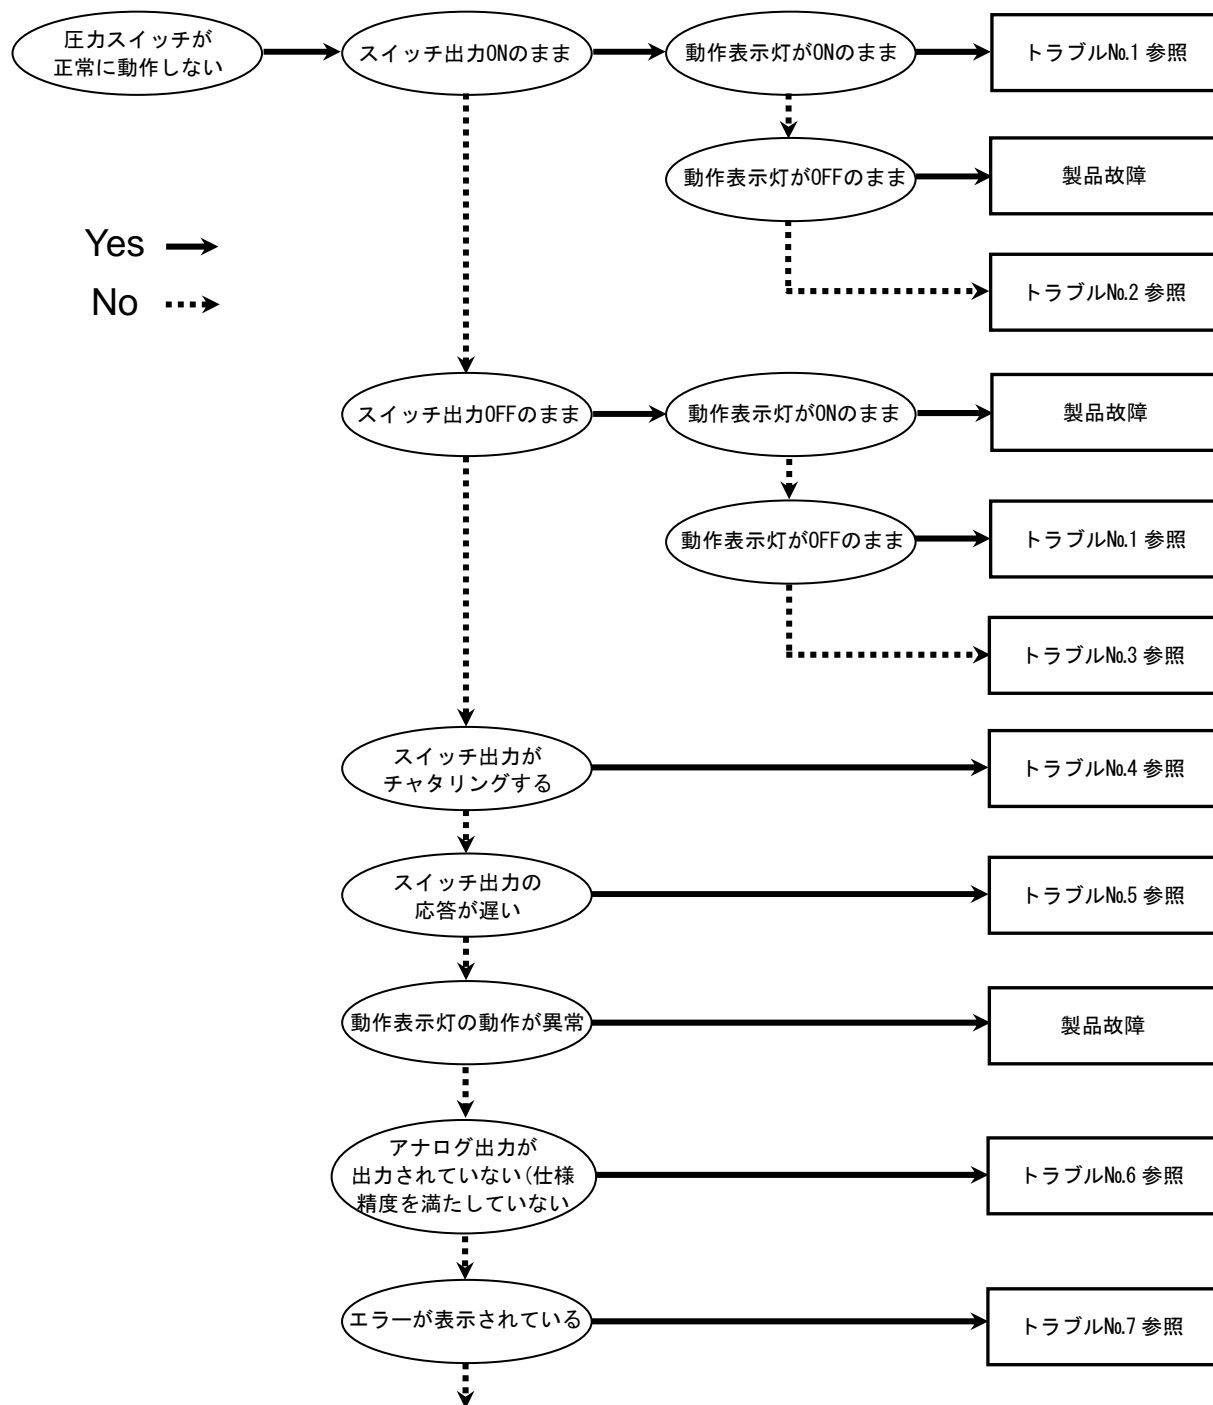 圧力スイッチが
正常に動作しない
スイッチ出力ONのまま
動作表示灯がONのまま
トラブル№1 参照
動作表示灯がOFFのまま
製品故障
Yes
No
トラブル№2 参照
スイッチ出力OFFのまま
動作表示灯がONのまま
製品故障
動作表示灯がOFFのまま
トラブル№1 参照
トラブル№3 参照
スイッチ出力が
チャタリングする
トラブル№4 参照
スイッチ出力の
応答が遅い
トラブル№5 参照
動作表示灯の動作が異常
製品故障
アナログ出力が
出力されていない(仕様
精度を満たしていない
トラブル№6 参照
エラーが表示されている
トラブル№7 参照